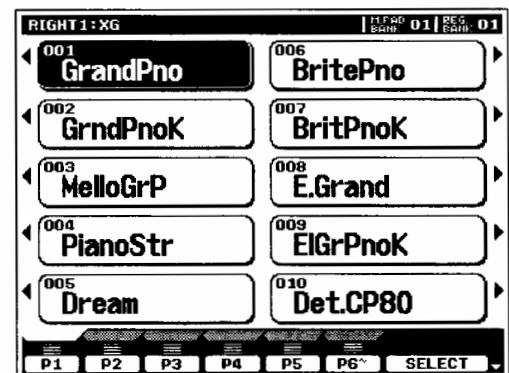 RIGHT1:XG
M.PAD BANK 01 REG. BANK 01
001
GrandPno
006
BritePno
002
GrndPnoK
007
BritPnoK
003
MelloGrP
008
E.Grand
004
PianoStr
009
ElGrPnoK
005
Dream
010
Det.CP80
P1 P2 P3 P4 P5 P6~ SELECT